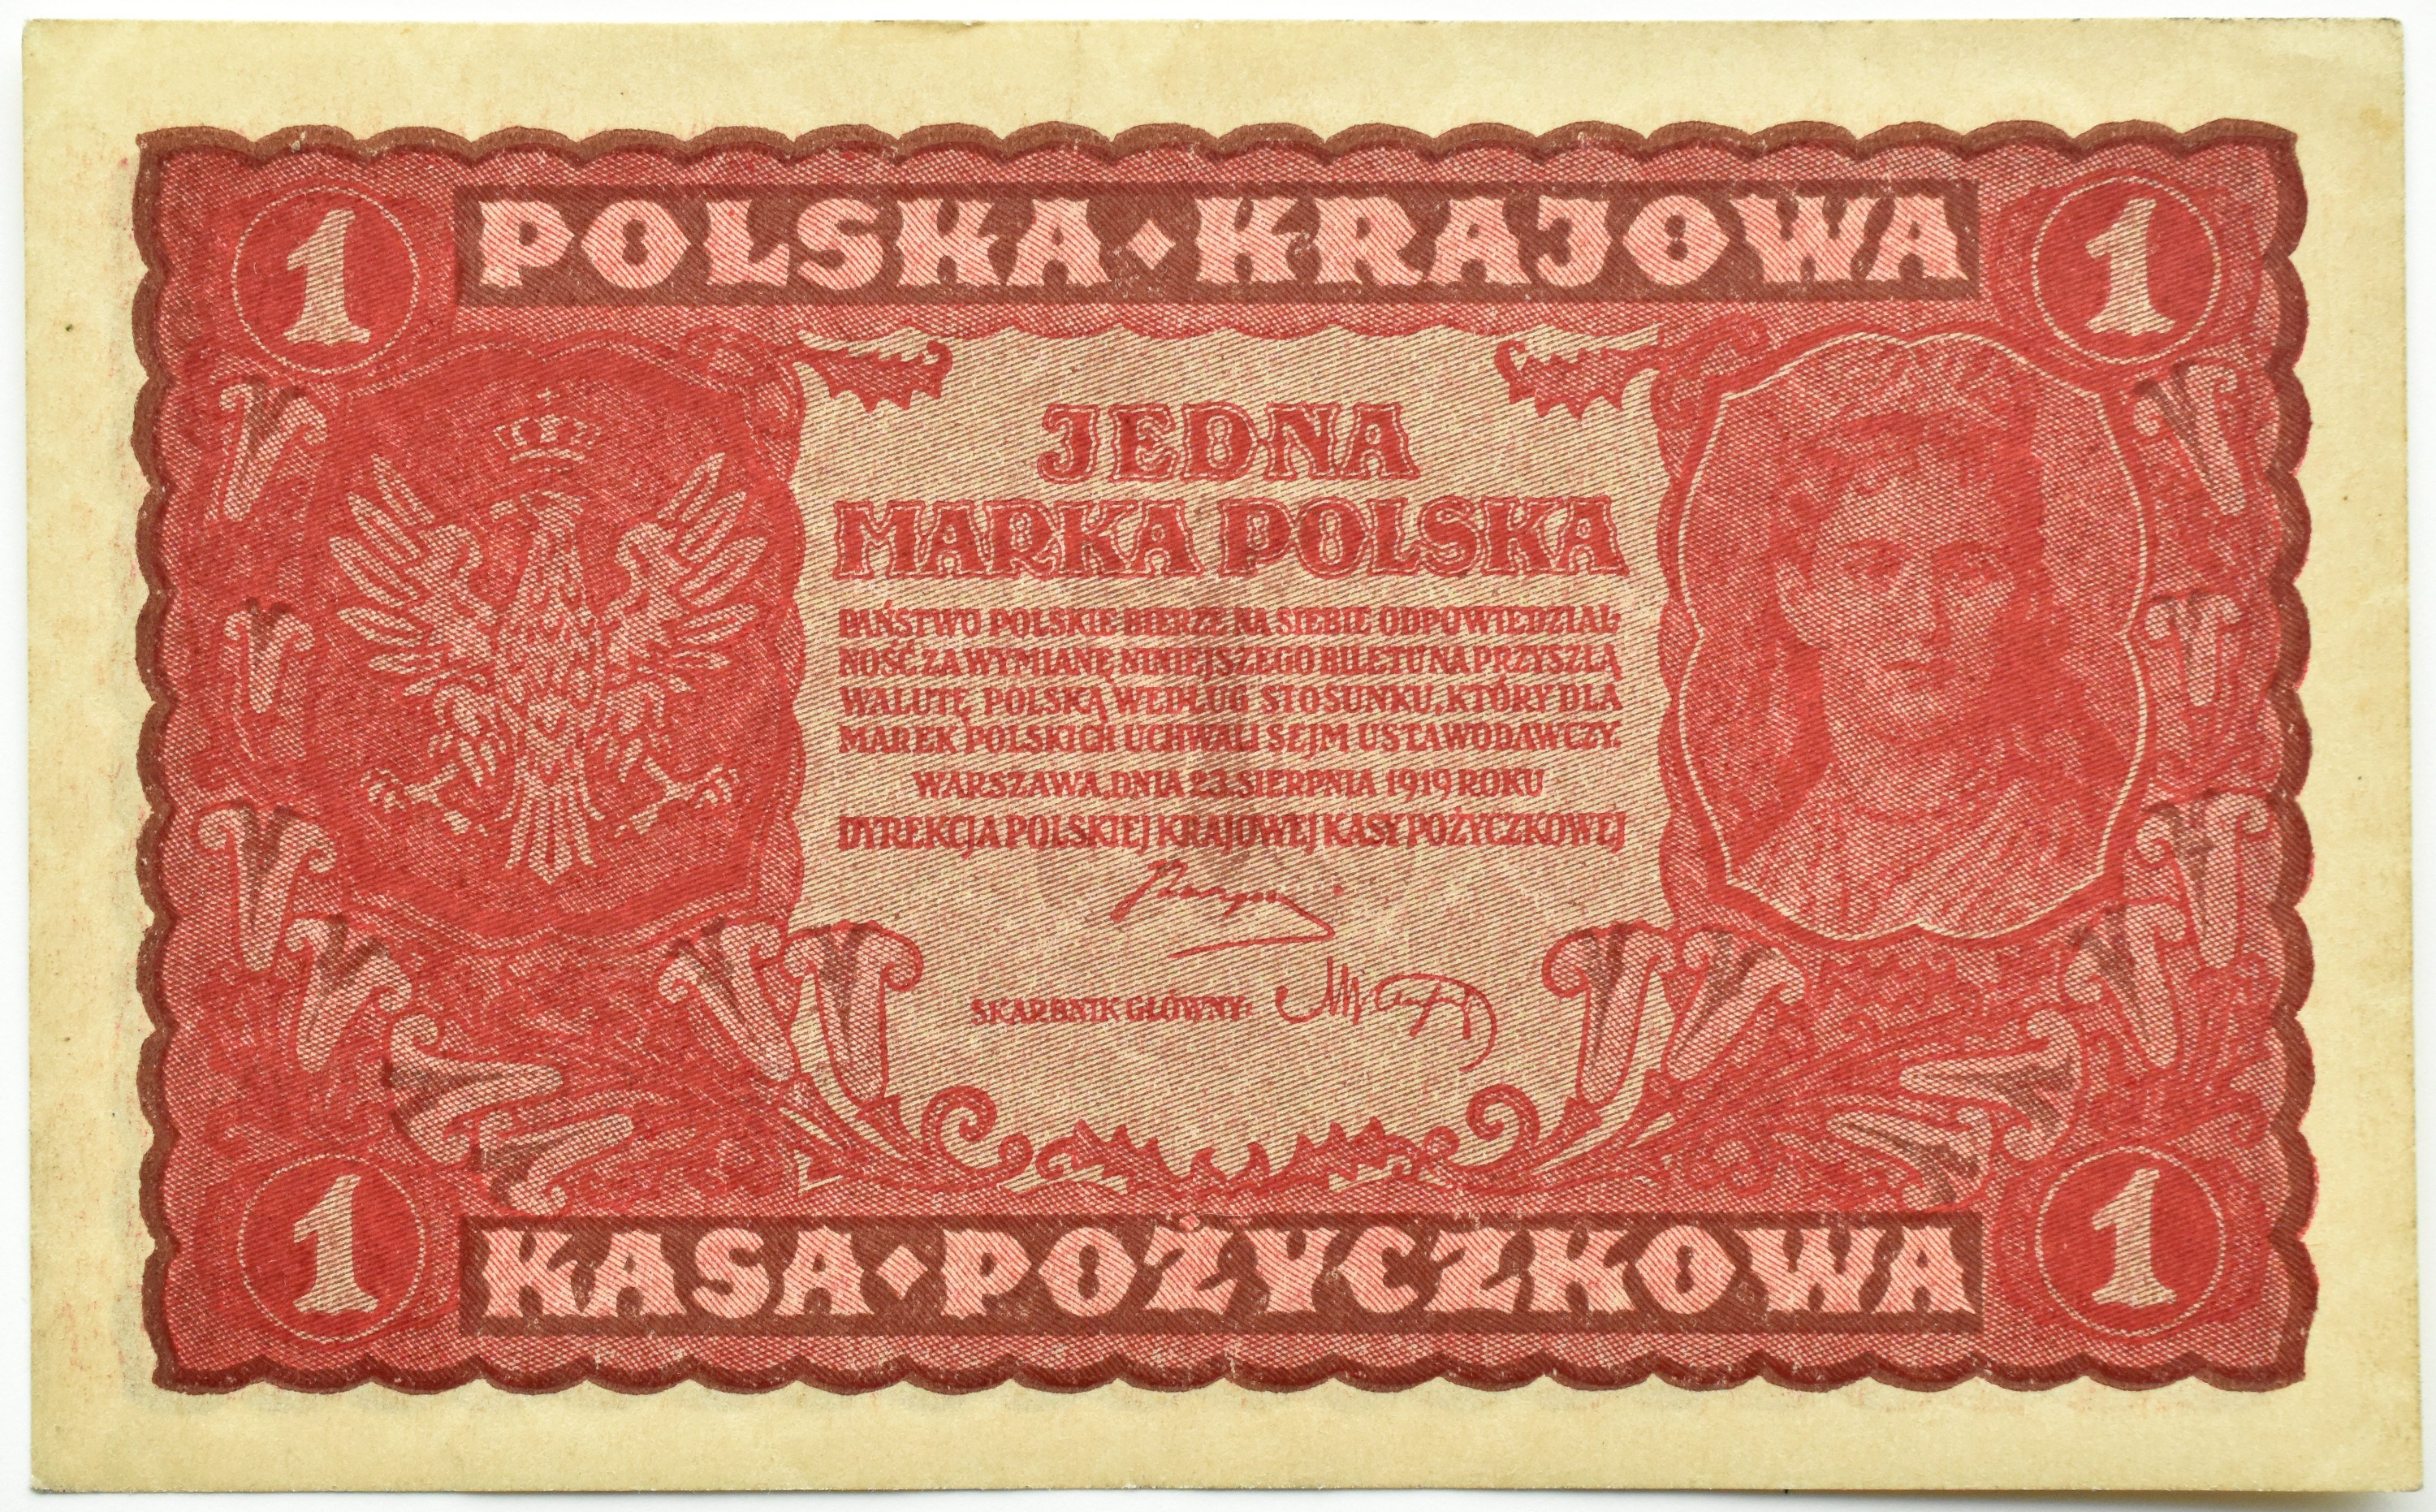 1 POLSKA • KRAJOWA 1
JEDNA
MARKA POLSKA
PAŃSTWO POLSKIE BIERZE NA SIEBIE ODPOWIEDZIAL-
NOŚĆ ZA WYMIANĘ NINIEJSZEGO BILETU NA PRZYSZŁĄ
WALUTĘ POLSKĄ WEDŁUG STOSUNKU, KTÓRY DLA
MAREK POLSKICH UCHWALI SEJM USTAWODAWCZY.
WARSZAWA, DNIA 23. SIERPNIA 1919 ROKU
DYREKCJA POLSKIEJ KRAJOWEJ KASY POŻYCZKOWEJ
SKARBNIK GŁÓWNY:
1 KASA • POŻYCZKOWA 1